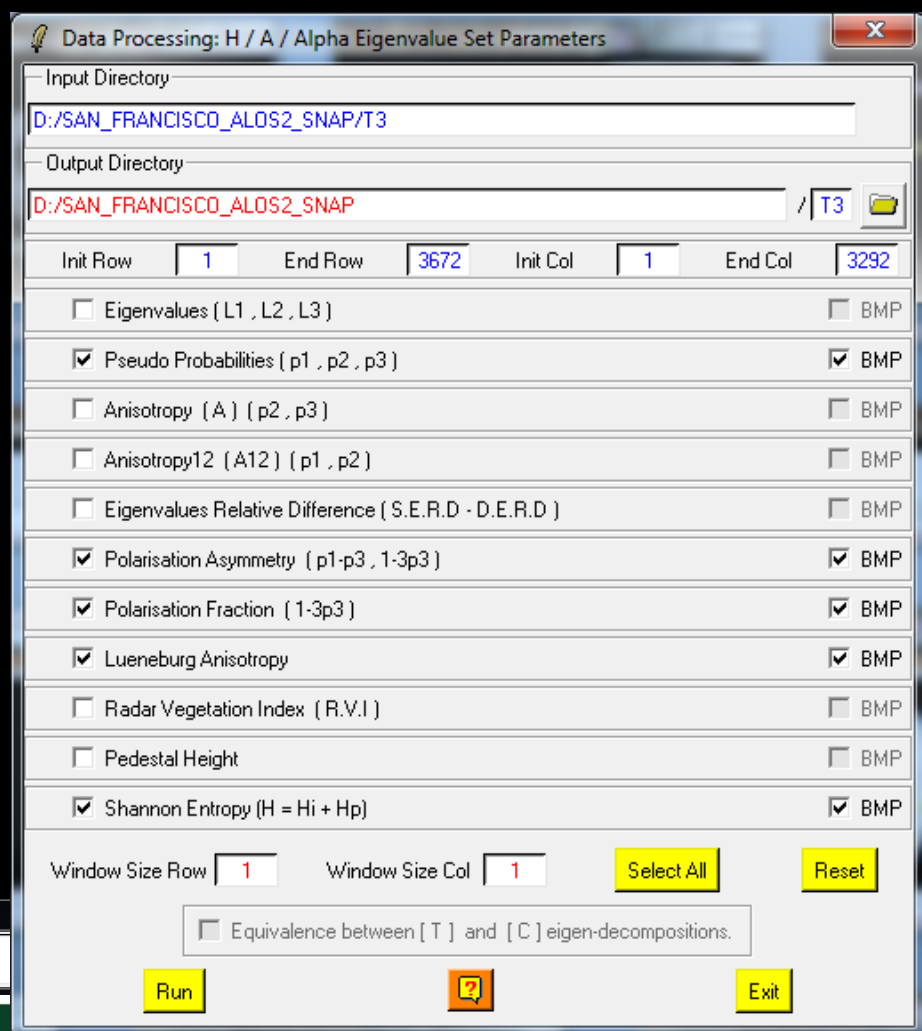 Data Processing: H / A / Alpha Eigenvalue Set Parameters
Input Directory
D:/SAN_FRANCISCO_ALOS2_SNAP/T3
Output Directory
D:/SAN_FRANCISCO_ALOS2_SNAP / T3
Init Row 1 End Row 3672 Init Col 1 End Col 3292
Eigenvalues ( L1 , L2 , L3 ) BMP
Pseudo Probabilities ( p1 , p2 , p3 ) BMP
Anisotropy ( A ) ( p2 , p3 ) BMP
Anisotropy12 ( A12 ) ( p1 , p2 ) BMP
Eigenvalues Relative Difference ( S.E.R.D - D.E.R.D ) BMP
Polarisation Asymmetry ( p1-p3 , 1-3p3 ) BMP
Polarisation Fraction ( 1-3p3 ) BMP
Lueneburg Anisotropy BMP
Radar Vegetation Index ( R.V.I ) BMP
Pedestal Height BMP
Shannon Entropy (H = Hi + Hp) BMP
Window Size Row 1 Window Size Col 1 Select All Reset
Equivalence between [ T ] and [ C ] eigen-decompositions.
Run ? Exit